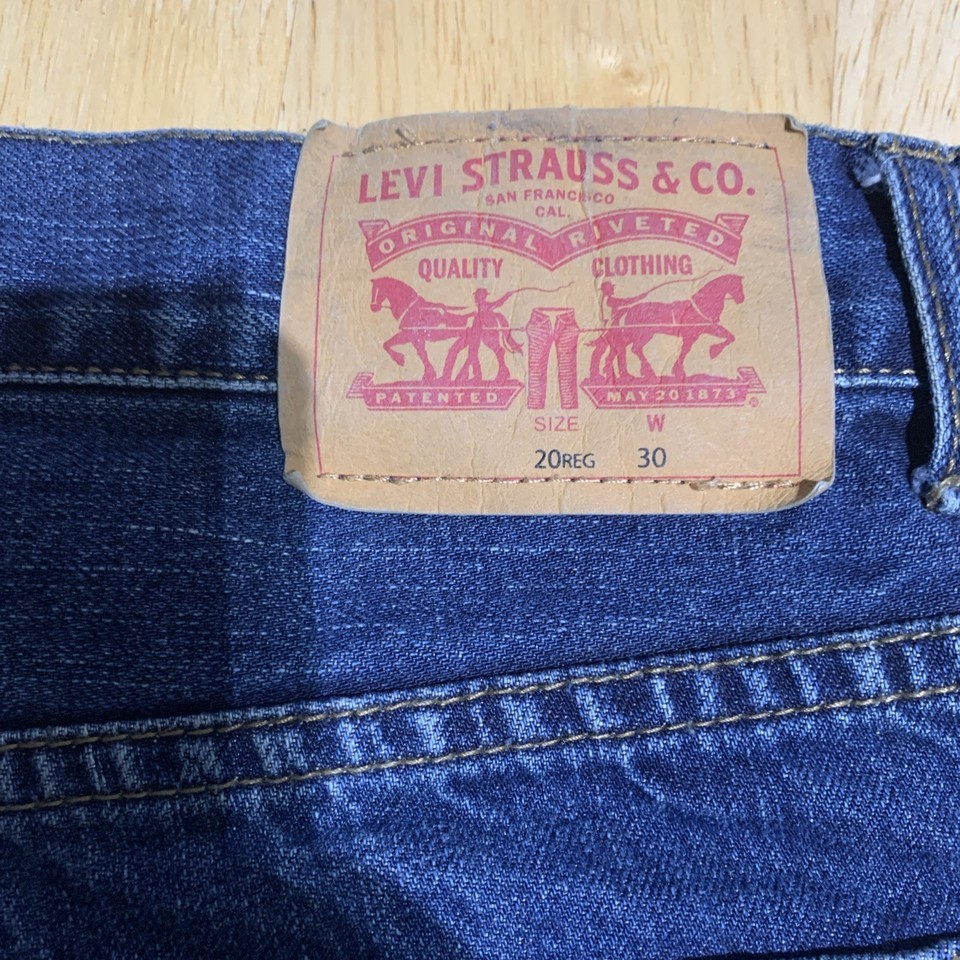 LEVI STRAUSS & CO.
SAN FRANCISCO
CAL.
ORIGINAL RIVETED
QUALITY CLOTHING
PATENTED MAY 20 1873 ®
SIZE W
20REG 30